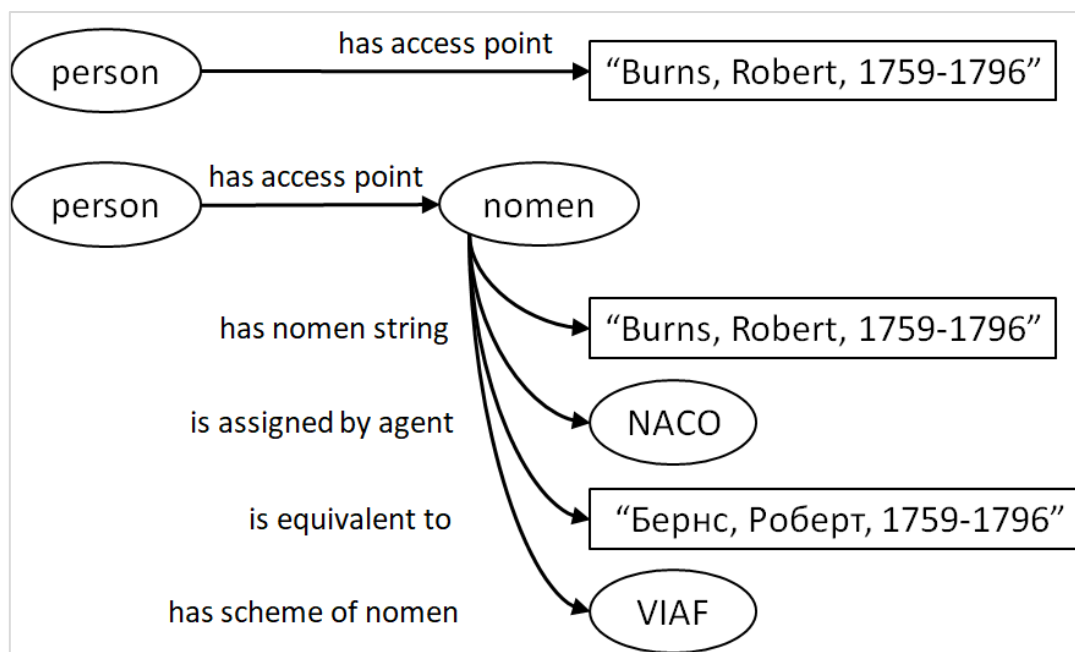 has access point
person
“Burns, Robert, 1759-1796”
has access point
person
nomen
has nomen string
“Burns, Robert, 1759-1796”
is assigned by agent
NACO
is equivalent to
“Бернс, Роберт, 1759-1796”
has scheme of nomen
VIAF